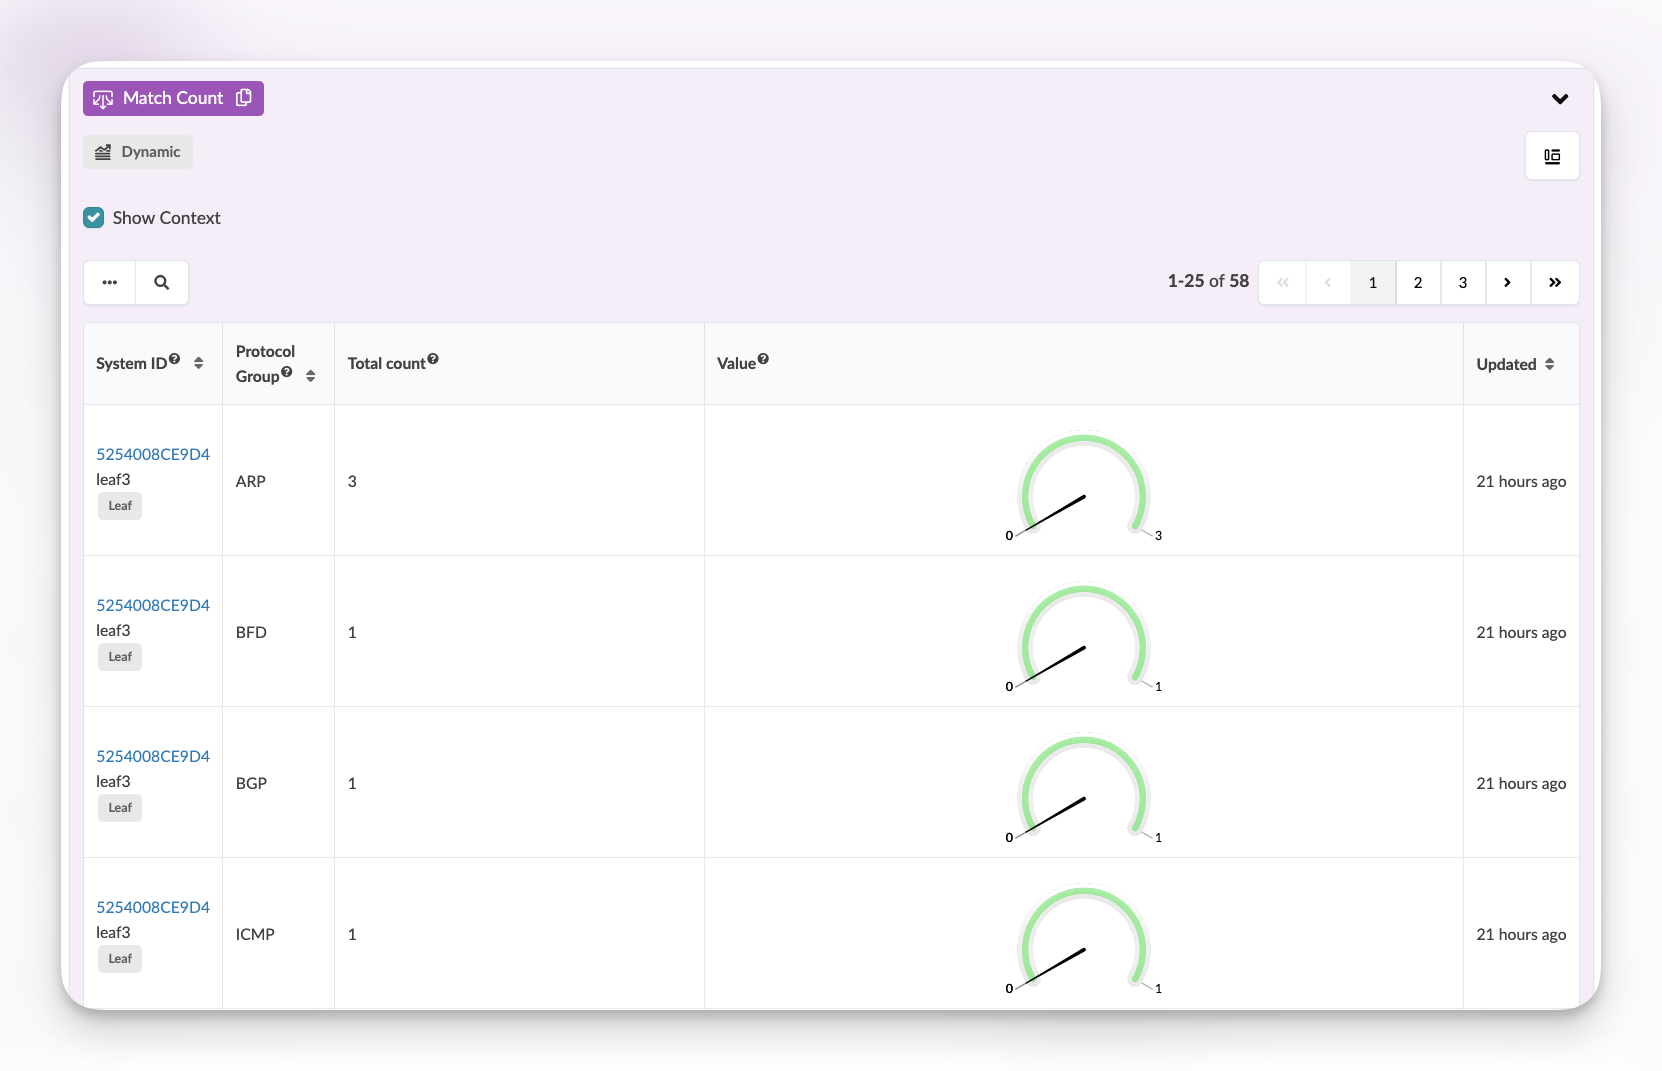 Match Count
Dynamic
Show Context
1-25 of 58
1 2 3
System ID
Protocol Group
Total count
Value
Updated
5254008CE9D4
leaf3
Leaf
ARP
3
0 3
21 hours ago
5254008CE9D4
leaf3
Leaf
BFD
1
0 1
21 hours ago
5254008CE9D4
leaf3
Leaf
BGP
1
0 1
21 hours ago
5254008CE9D4
leaf3
Leaf
ICMP
1
0 1
21 hours ago